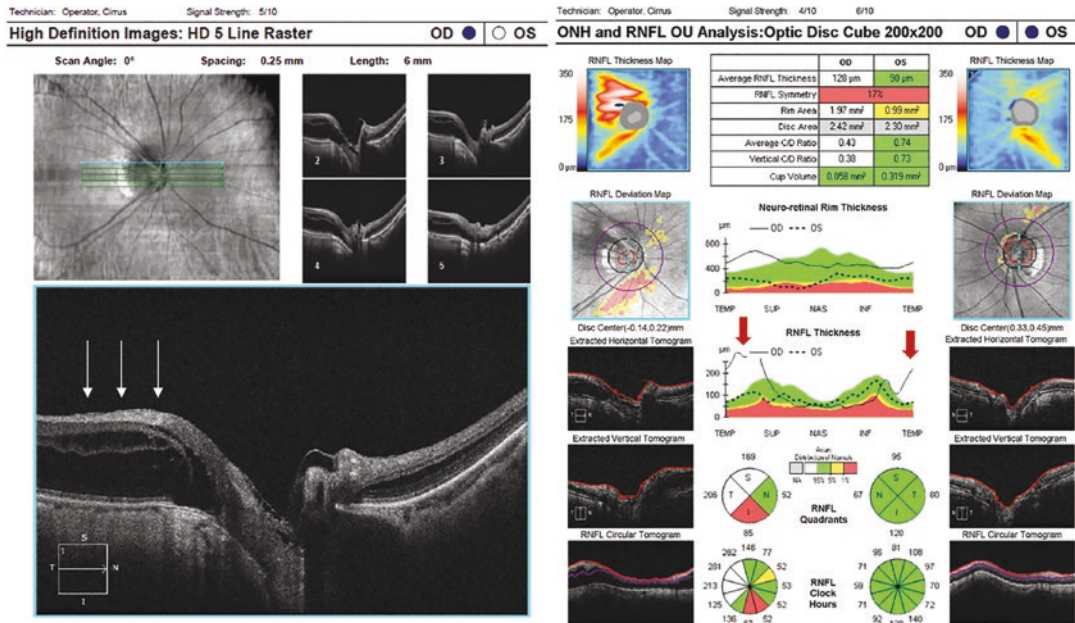 Technician: Operator, Cirrus Signal Strength: 5/10
High Definition Images: HD 5 Line Raster OD OS
Scan Angle: 0° Spacing: 0.25 mm Length: 6 mm
2
3
4
5
S
1
T N
I
Technician: Operator, Cirrus Signal Strength: 4/10 6/10
ONH and RNFL OU Analysis:Optic Disc Cube 200x200 OD OS
RNFL Thickness Map
350
175
0 µm
OD OS
Average RNFL Thickness 128 µm 90 µm
RNFL Symmetry 17%
Rim Area 1.97 mm² 0.99 mm²
Disc Area 2.42 mm² 2.30 mm²
Average C/D Ratio 0.43 0.74
Vertical C/D Ratio 0.38 0.73
Cup Volume 0.058 mm³ 0.319 mm³
RNFL Thickness Map
350
175
0 µm
RNFL Deviation Map
Disc Center(-0.14,0.22)mm
Neuro-retinal Rim Thickness
µm OD OS
800
400
0
TEMP SUP NAS INF TEMP
RNFL Deviation Map
Disc Center(0.33,0.45)mm
RNFL Thickness
µm OD OS
200
100
0
TEMP SUP NAS INF TEMP
Extracted Horizontal Tomogram
Extracted Horizontal Tomogram
Extracted Vertical Tomogram
Extracted Vertical Tomogram
RNFL Circular Tomogram
RNFL Circular Tomogram
Distribution of Normals
NA 95% 5% 1%
169
206 S T N I 52
85
RNFL
Quadrants
95
67 S N T I 80
120
282 146 77
281 52
213 53
125 52
136 52
RNFL
Clock
Hours
96 81 108
71 97
59 70
71 72
92 140